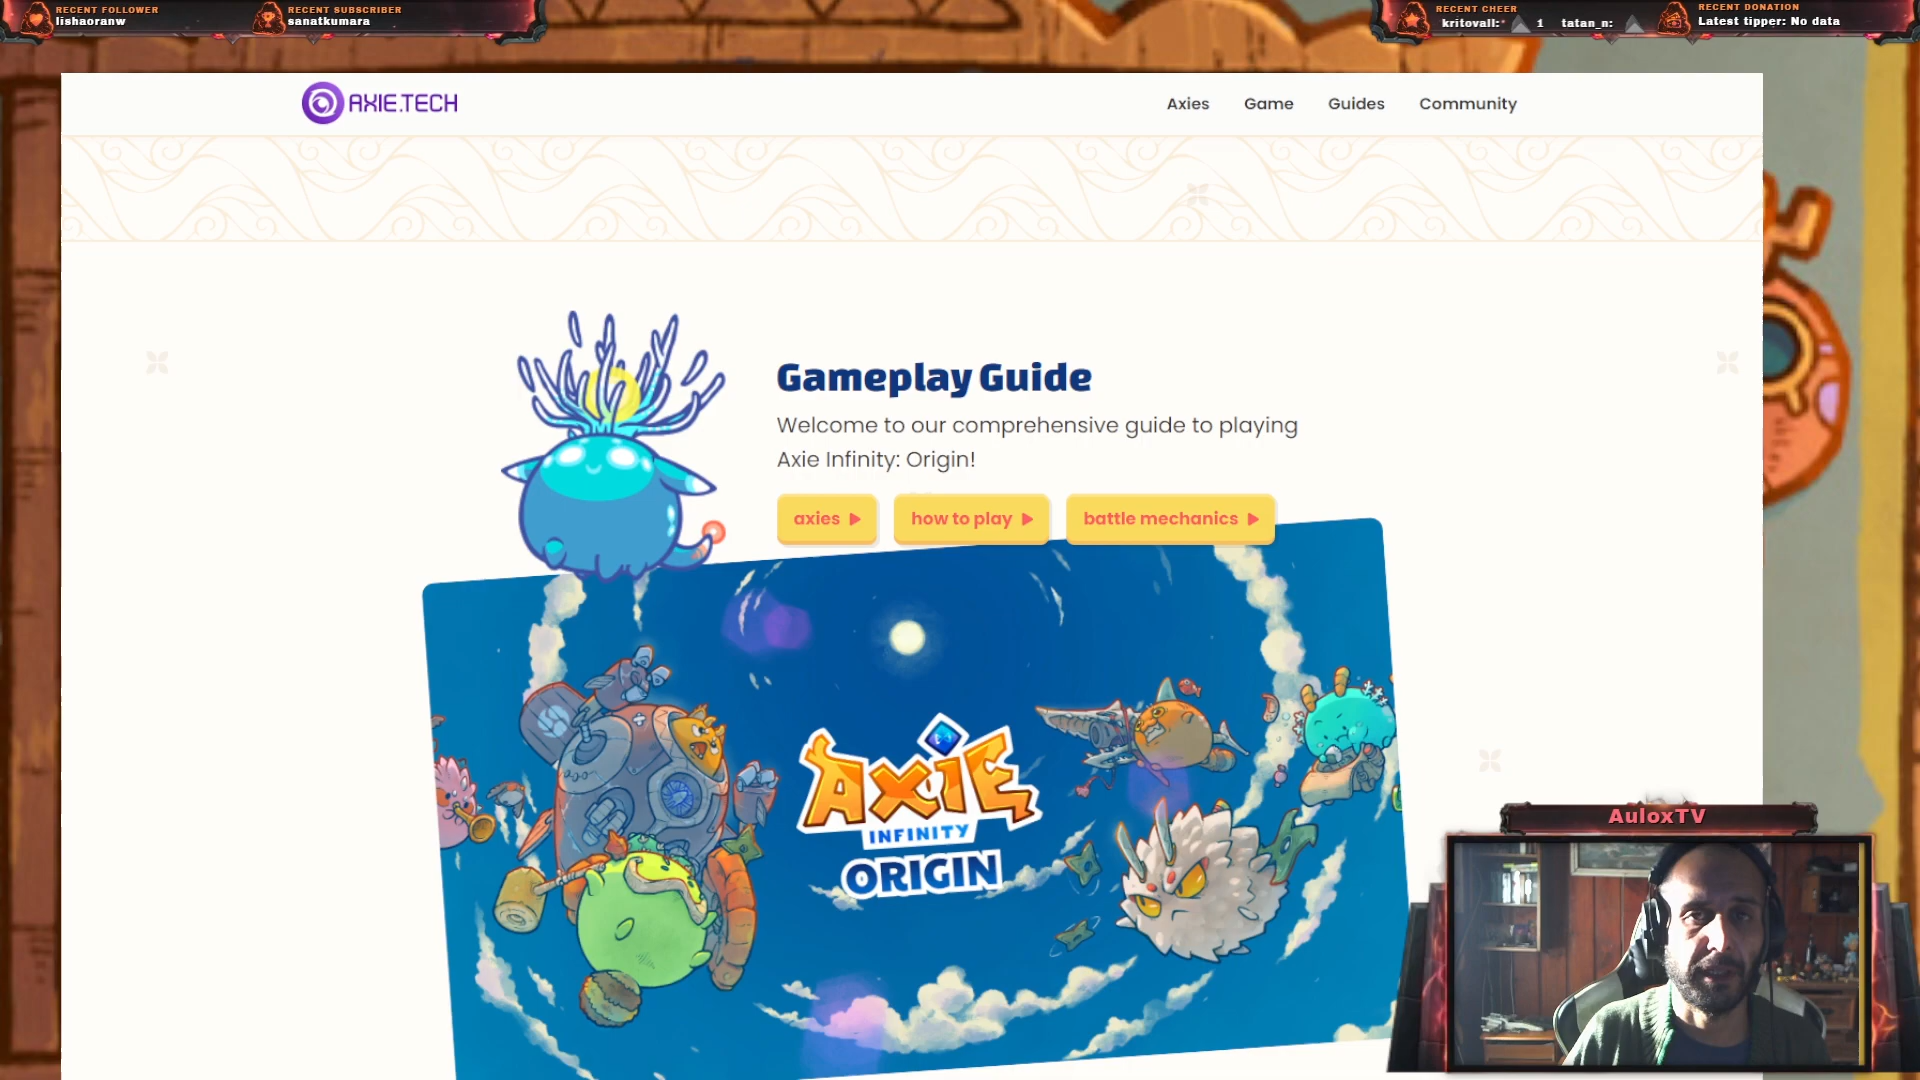 RECENT FOLLOWER
lishaoranw
RECENT SUBSCRIBER
sanatkumara
RECENT CHEER
kritovall:* 1 tatan_n:
RECENT DONATION
Latest tipper: No data
AXIE.TECH
Axies Game Guides Community
Gameplay Guide
Welcome to our comprehensive guide to playing
Axie Infinity: Origin!
axies how to play battle mechanics
AXIE
INFINITY
ORIGIN
AuloxTV